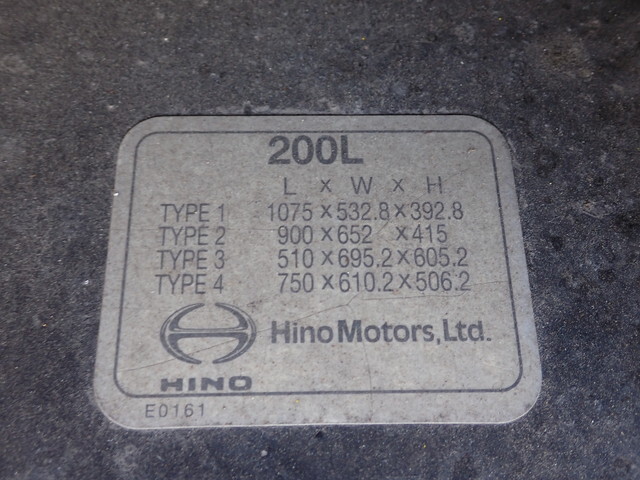 200L
L × W × H
TYPE 1 1075×532.8×392.8
TYPE 2 900×652 ×415
TYPE 3 510×695.2×605.2
TYPE 4 750×610.2×506.2
Hino Motors, Ltd.
HINO
E0161